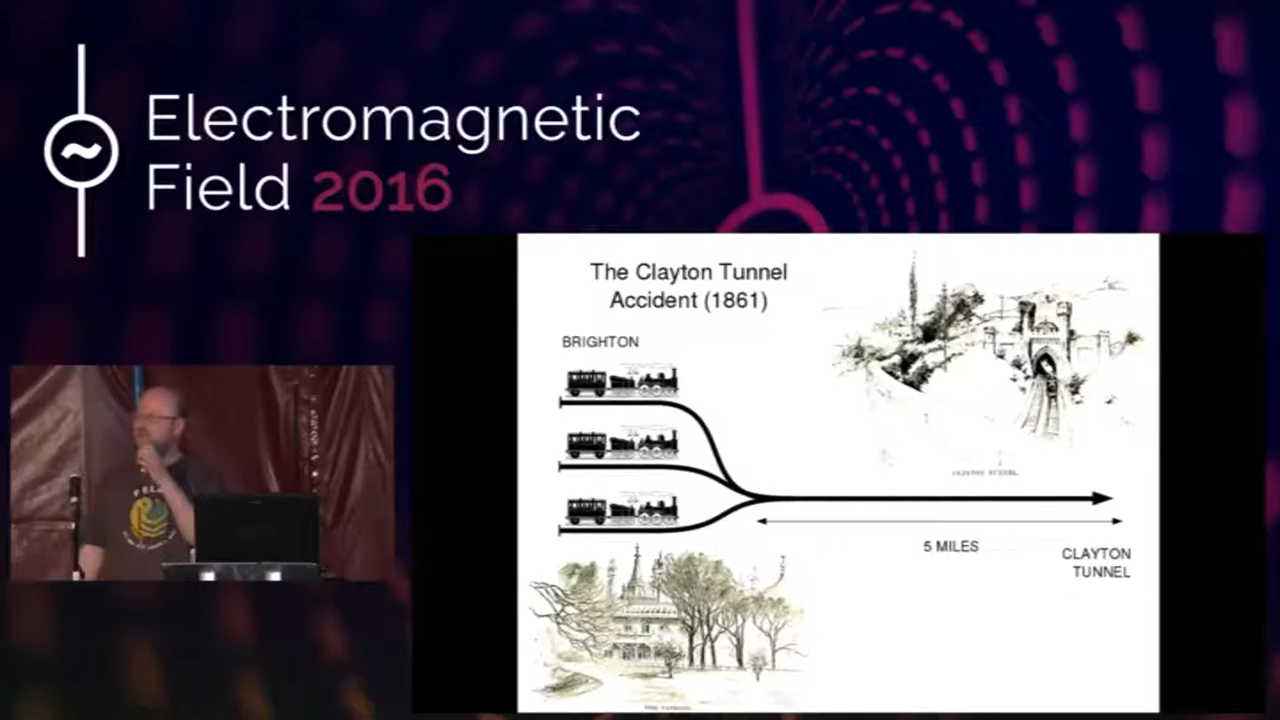 Electromagnetic
Field 2016
The Clayton Tunnel
Accident (1861)
BRIGHTON
5 MILES
CLAYTON
TUNNEL